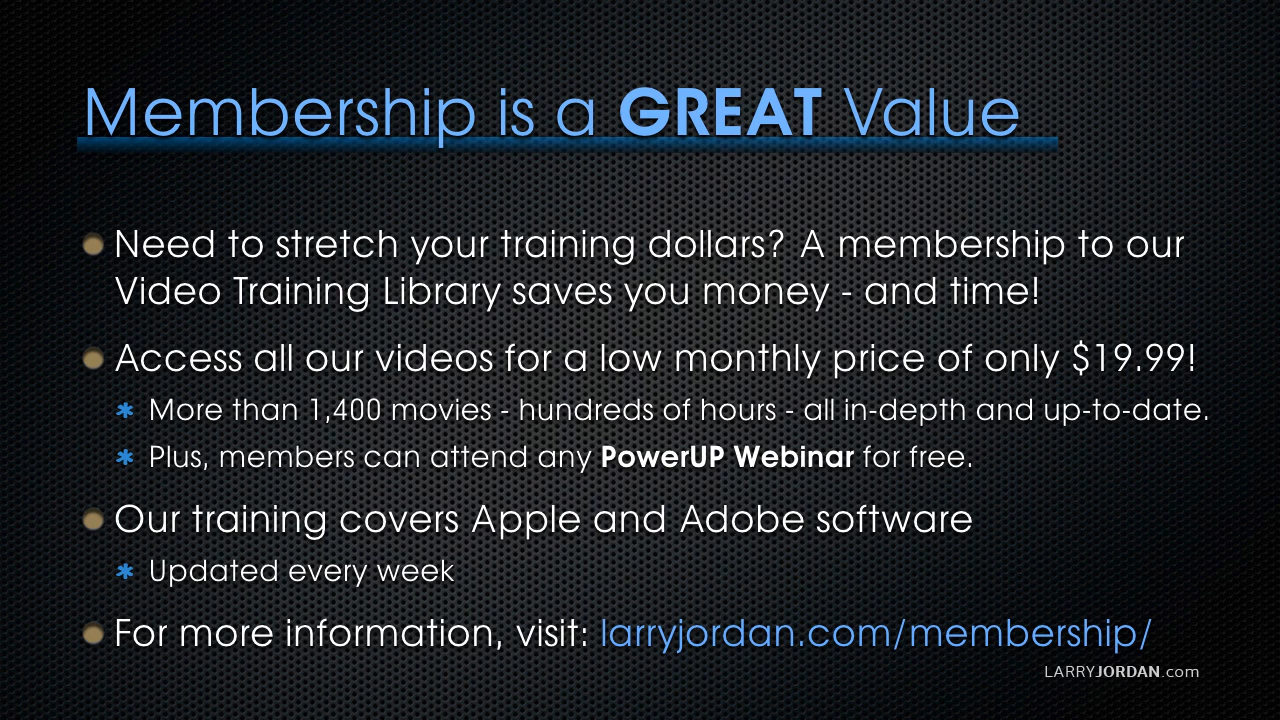 Membership is a GREAT Value
Need to stretch your training dollars? A membership to our
Video Training Library saves you money - and time!
Access all our videos for a low monthly price of only $19.99!
More than 1,400 movies - hundreds of hours - all in-depth and up-to-date.
Plus, members can attend any PowerUP Webinar for free.
Our training covers Apple and Adobe software
Updated every week
For more information, visit: larryjordan.com/membership/
LARRYJORDAN.com